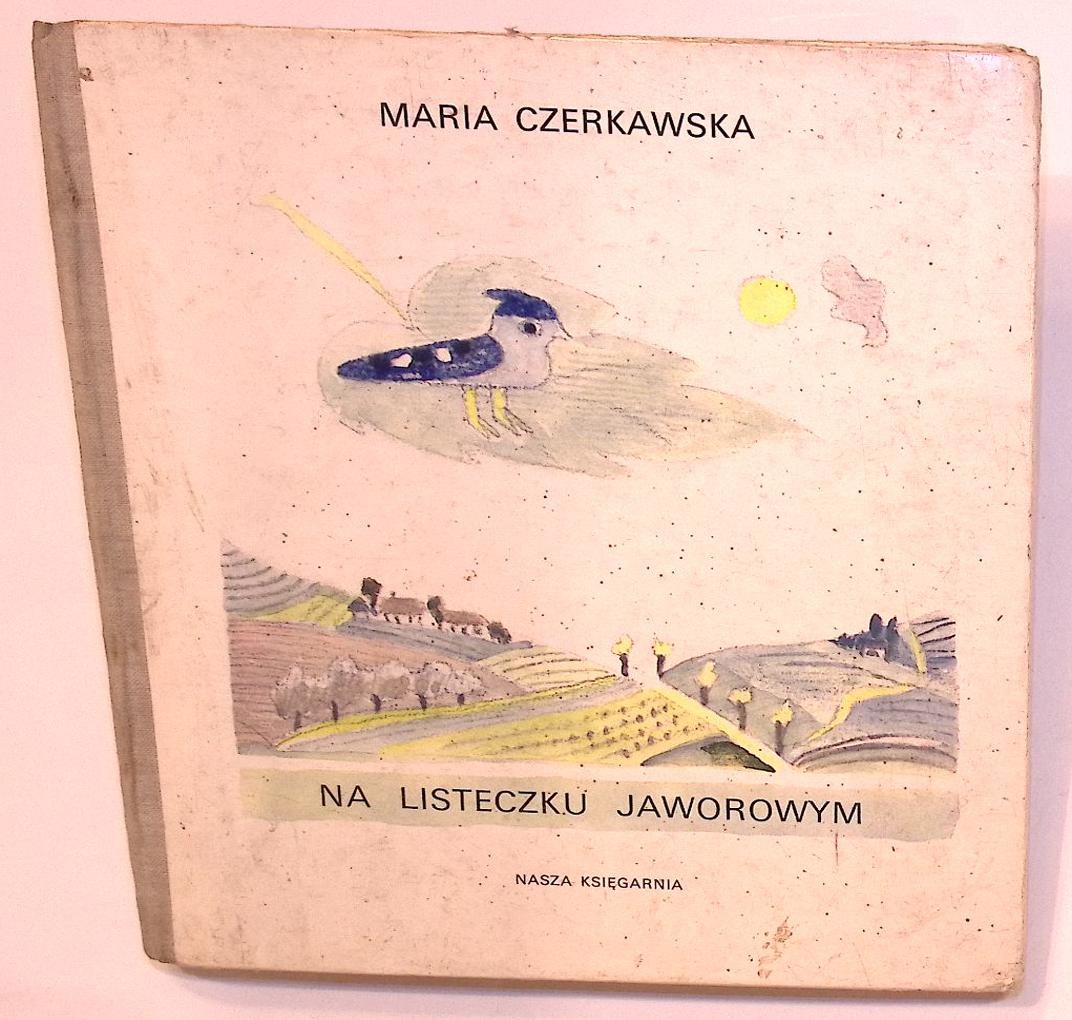 MARIA CZERKAWSKA
NA LISTECZKU JAWOROWYM
NASZA KSIĘGARNIA